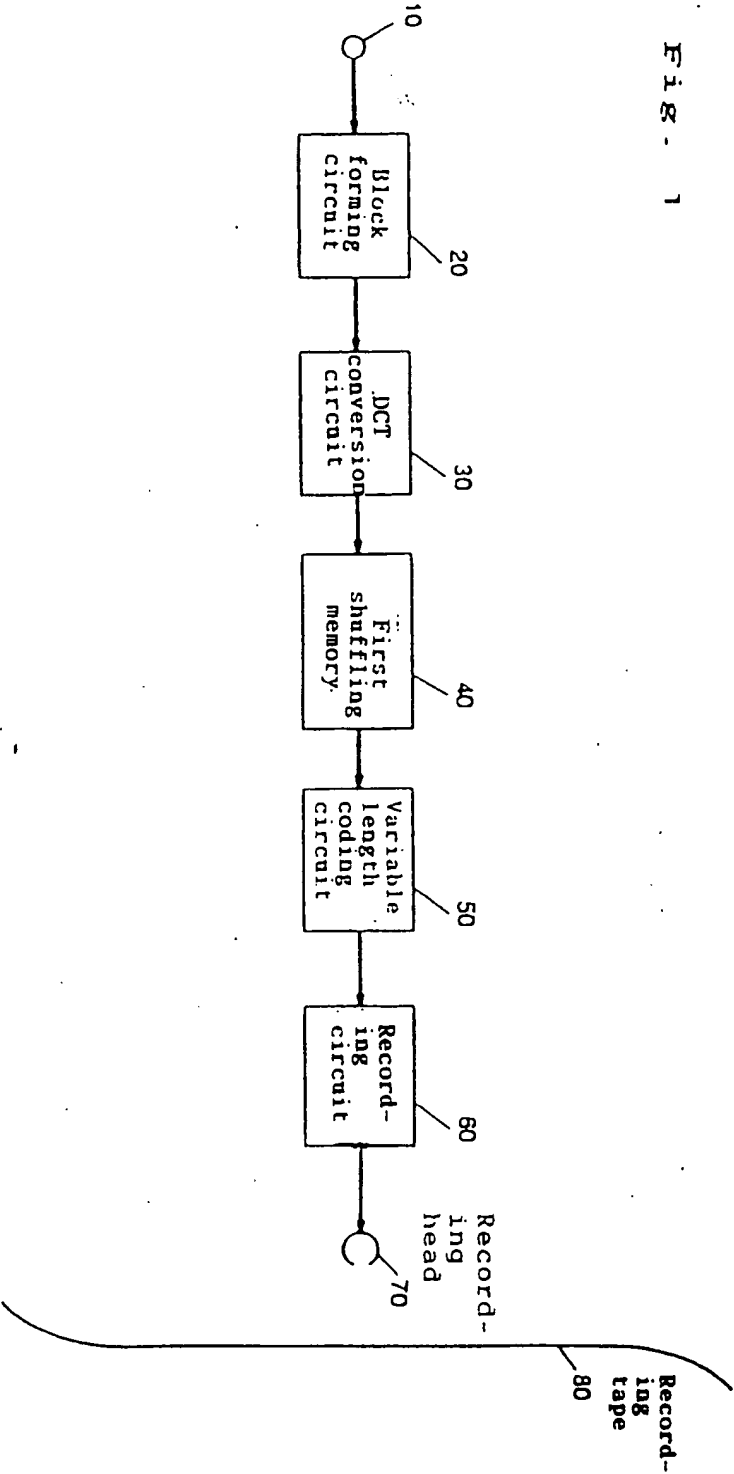 Fig. 1
10
Block
forming
circuit
20
DCT
conversion
circuit
30
First
shuffling
memory
40
Variable
length
coding
circuit
50
Record-
ing
circuit
60
Record-
ing
head
70
Record-
ing
tape
80